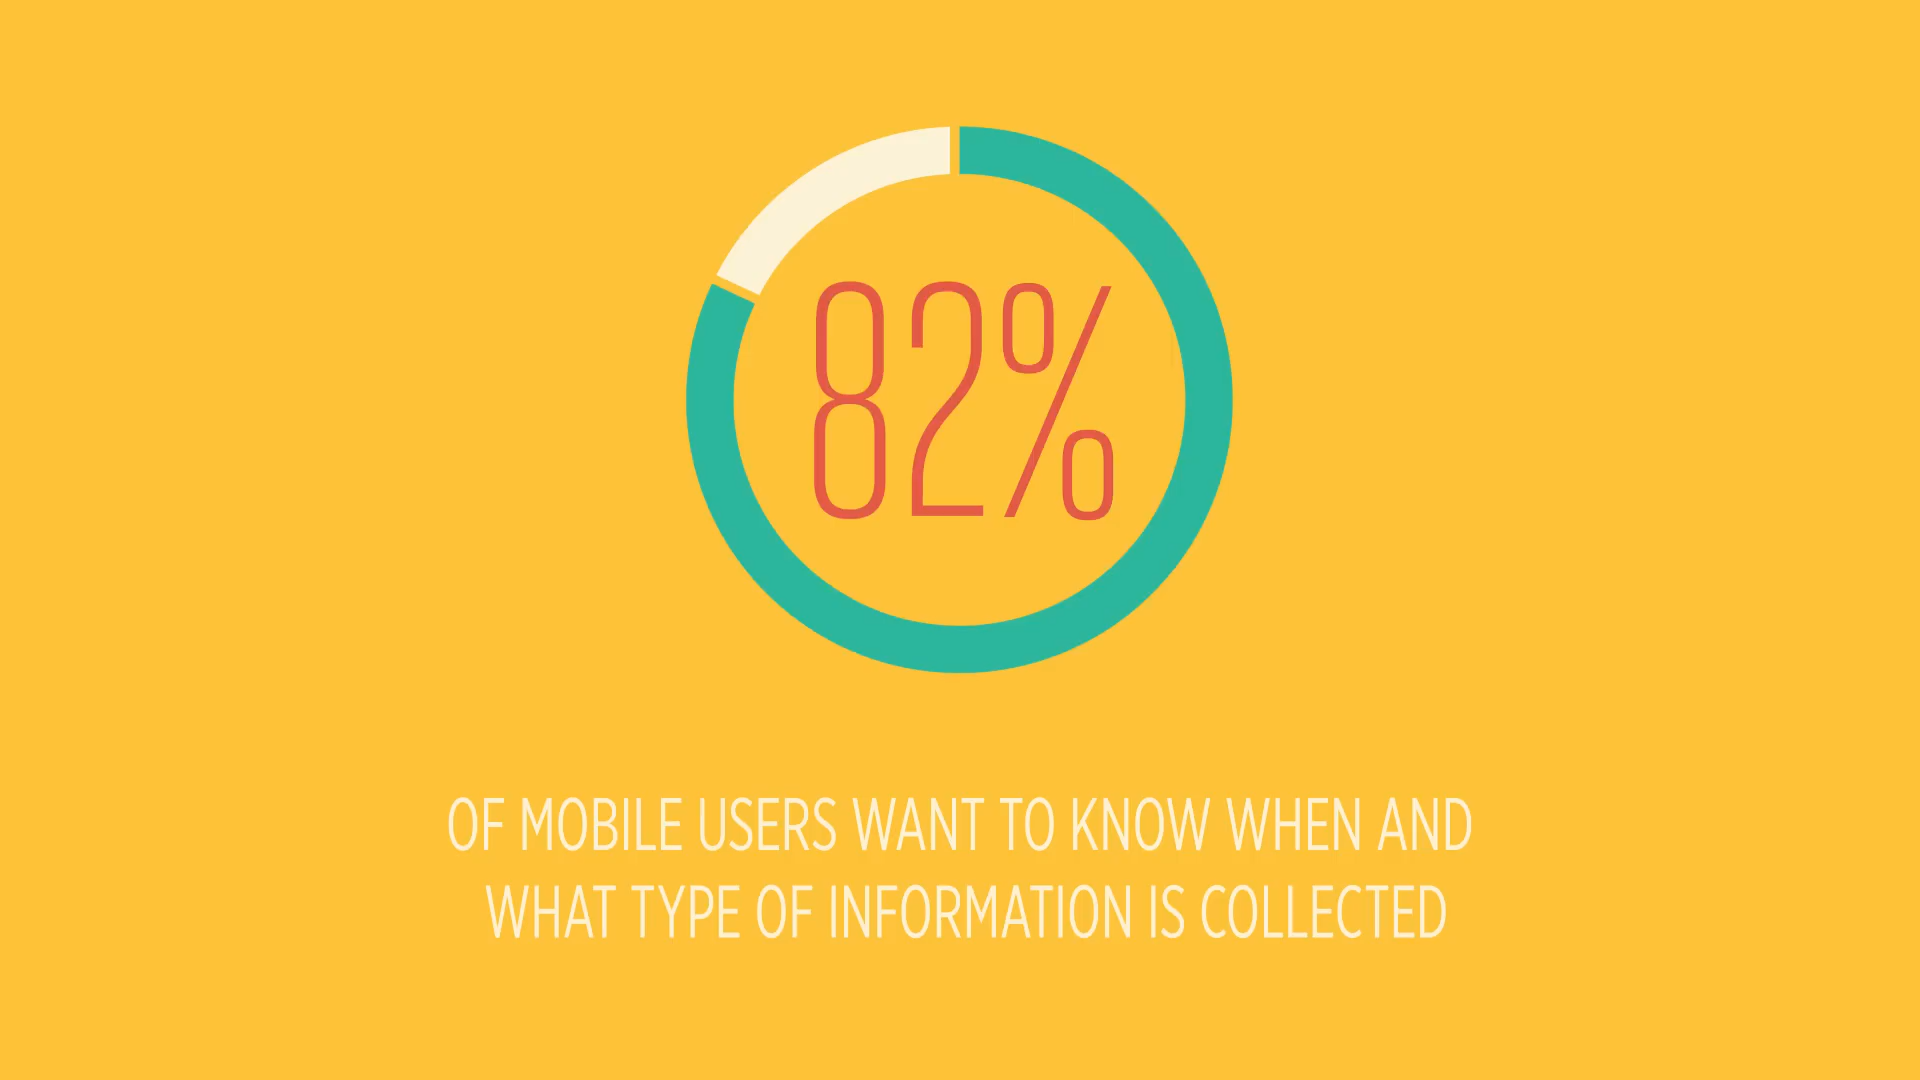 82%
OF MOBILE USERS WANT TO KNOW WHEN AND
WHAT TYPE OF INFORMATION IS COLLECTED